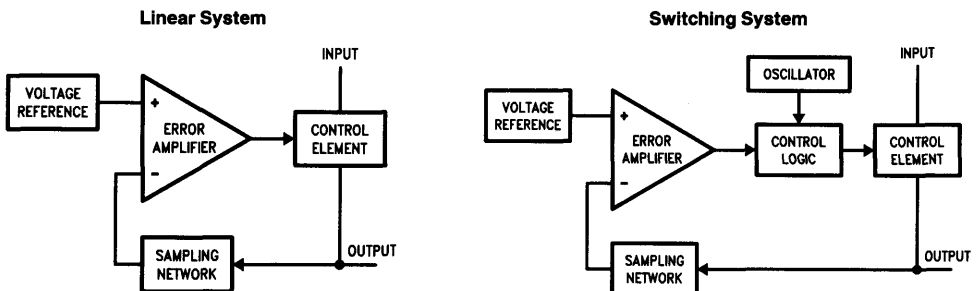 Linear System
INPUT
VOLTAGE
REFERENCE
+
ERROR
AMPLIFIER
−
CONTROL
ELEMENT
SAMPLING
NETWORK
OUTPUT
Switching System
INPUT
OSCILLATOR
VOLTAGE
REFERENCE
+
ERROR
AMPLIFIER
−
CONTROL
LOGIC
CONTROL
ELEMENT
SAMPLING
NETWORK
OUTPUT